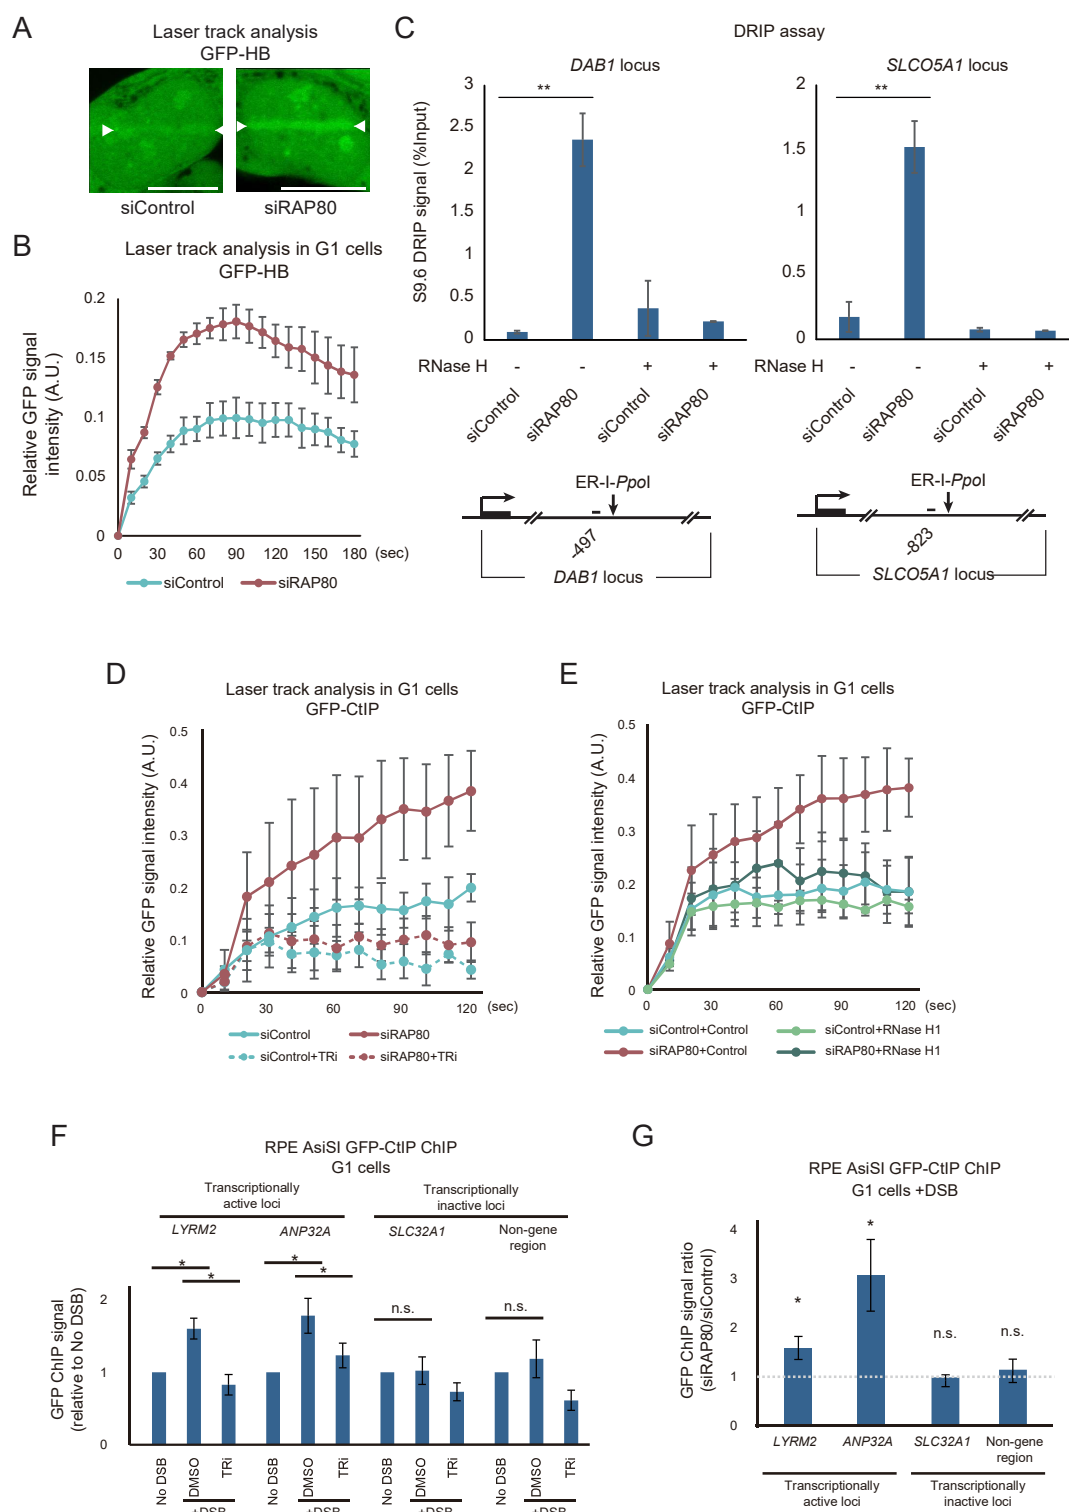 A
Laser track analysis
GFP-HB
siControl
siRAP80
B
Laser track analysis in G1 cells
GFP-HB
Relative GFP signal
intensity (A.U.)
0.2
0.15
0.1
0.05
0
0 30 60 90 120 150 180 (sec)
siControl siRAP80
C
DRIP assay
DAB1 locus
S9.6 DRIP signal (%Input)
3
2.5
2
1.5
1
0.5
0
**
RNase H - - + +
siControl siRAP80 siControl siRAP80
SLCO5A1 locus
2
1.5
1
0.5
0
**
- - + +
siControl siRAP80 siControl siRAP80
ER-I-PpoI
-497
DAB1 locus
ER-I-PpoI
-823
SLCO5A1 locus
D
Laser track analysis in G1 cells
GFP-CtIP
Relative GFP signal intensity (A.U.)
0.5
0.4
0.3
0.2
0.1
0
0 30 60 90 120 (sec)
siControl siRAP80
siControl+TRi siRAP80+TRi
E
Laser track analysis in G1 cells
GFP-CtIP
Relative GFP signal intensity (A.U.)
0.5
0.4
0.3
0.2
0.1
0
0 30 60 90 120 (sec)
siControl+Control siControl+RNase H1
siRAP80+Control siRAP80+RNase H1
F
RPE AsiSI GFP-CtIP ChIP
G1 cells
Transcriptionally
active loci
Transcriptionally
inactive loci
LYRM2 ANP32A SLC32A1 Non-gene
region
* * * * n.s. n.s.
GFP ChIP signal
(relative to No DSB)
2
1
0
No DSB DMSO TRi No DSB DMSO TRi No DSB DMSO TRi No DSB DMSO TRi
+DSB +DSB +DSB +DSB
G
RPE AsiSI GFP-CtIP ChIP
G1 cells +DSB
GFP ChIP signal ratio
(siRAP80/siControl)
4
3
2
1
0
* * n.s. n.s.
LYRM2 ANP32A SLC32A1 Non-gene
region
Transcriptionally
active loci
Transcriptionally
inactive loci